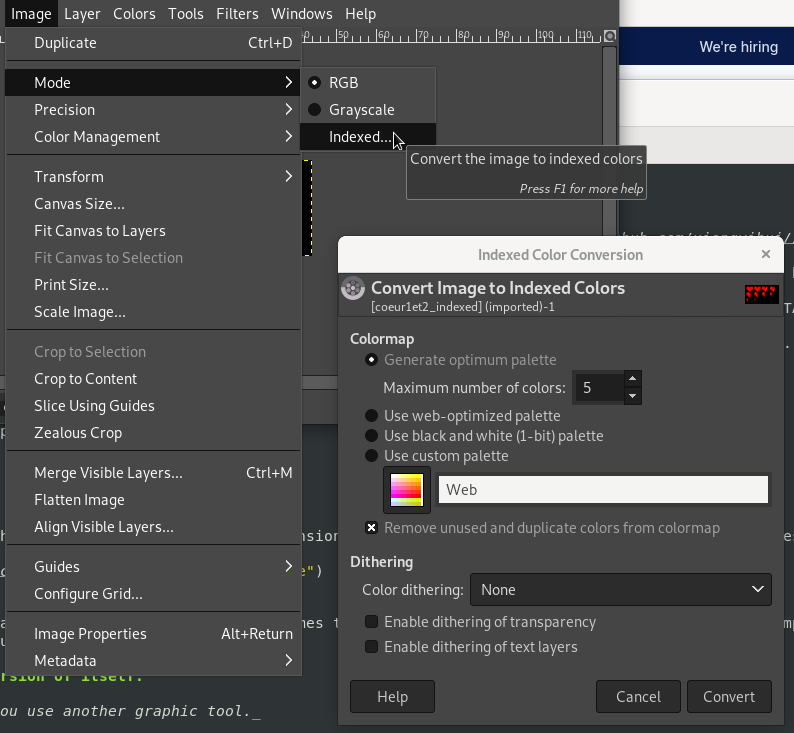 Image Layer Colors Tools Filters Windows Help
We're hiring
Duplicate Ctrl+D
50 60 70 80 90 100 110
Mode
RGB
Precision
Grayscale
Color Management
Indexed...
Convert the image to indexed colors
Press F1 for more help
Transform
Canvas Size...
Fit Canvas to Layers
Fit Canvas to Selection
Print Size...
Scale Image...
Crop to Selection
Crop to Content
Slice Using Guides
Zealous Crop
Merge Visible Layers... Ctrl+M
Flatten Image
Align Visible Layers...
Guides
Configure Grid...
Image Properties Alt+Return
Metadata
Indexed Color Conversion
Convert Image to Indexed Colors
[coeur1et2_indexed] (imported)-1
Colormap
Generate optimum palette
Maximum number of colors: 5
Use web-optimized palette
Use black and white (1-bit) palette
Use custom palette
Web
Remove unused and duplicate colors from colormap
Dithering
Color dithering: None
Enable dithering of transparency
Enable dithering of text layers
Help Cancel Convert
rsion of itself.
ou use another graphic tool._